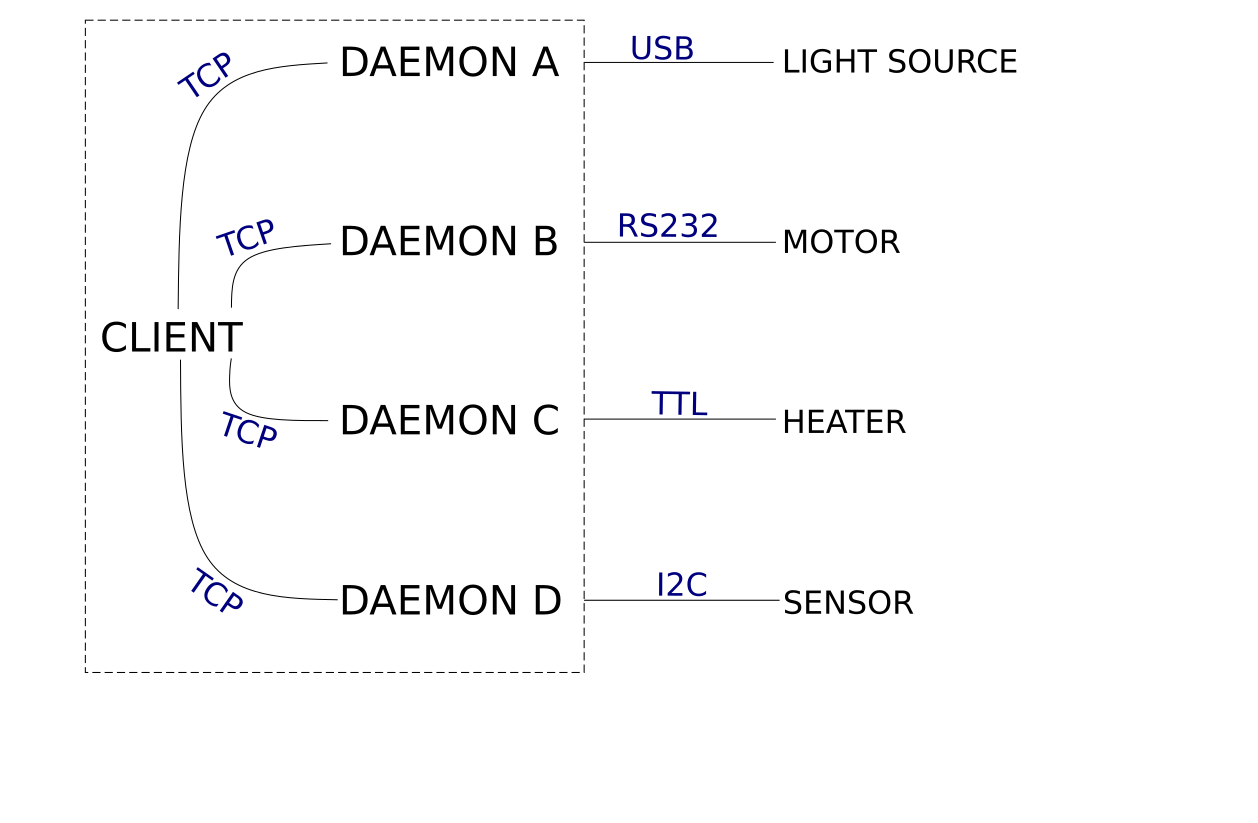 TCP DAEMON A USB LIGHT SOURCE
TCP DAEMON B RS232 MOTOR
CLIENT
TCP DAEMON C TTL HEATER
TCP DAEMON D I2C SENSOR